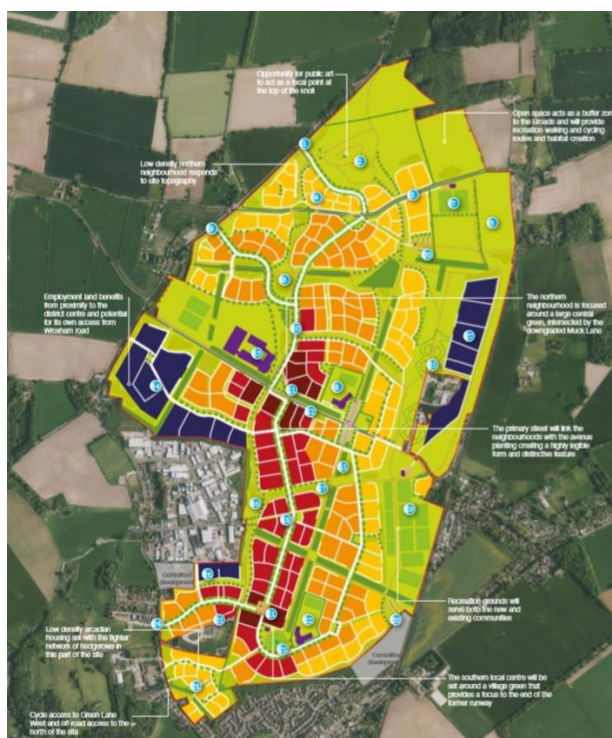 Opportunity for public art
to act as a focal point at
the top of the knoll
Open space acts as a buffer zone
to the Broads and will provide
recreation walking and cycling
routes and habitat creation
Low density northern
neighbourhood responds
to site topography
Employment land benefits
from proximity to the
district centre and potential
for its own access from
Wroxham road
The northern
neighbourhood is focused
around a large central
green, intersected by the
downgraded Muck Lane
The primary street will link the
neighbourhoods with the avenue
planting creating a highly legible
form and distinctive feature
Committed
development
Recreation grounds will
serve both the new and
existing communities
Low density arcadian
housing set with the tighter
network of hedgerows in
this part of the site
Committed
development
The southern local centre will be
set around a village green that
provides a focus to the end of the
former runway
Cycle access to Green Lane
West and off-road access to the
north of the site